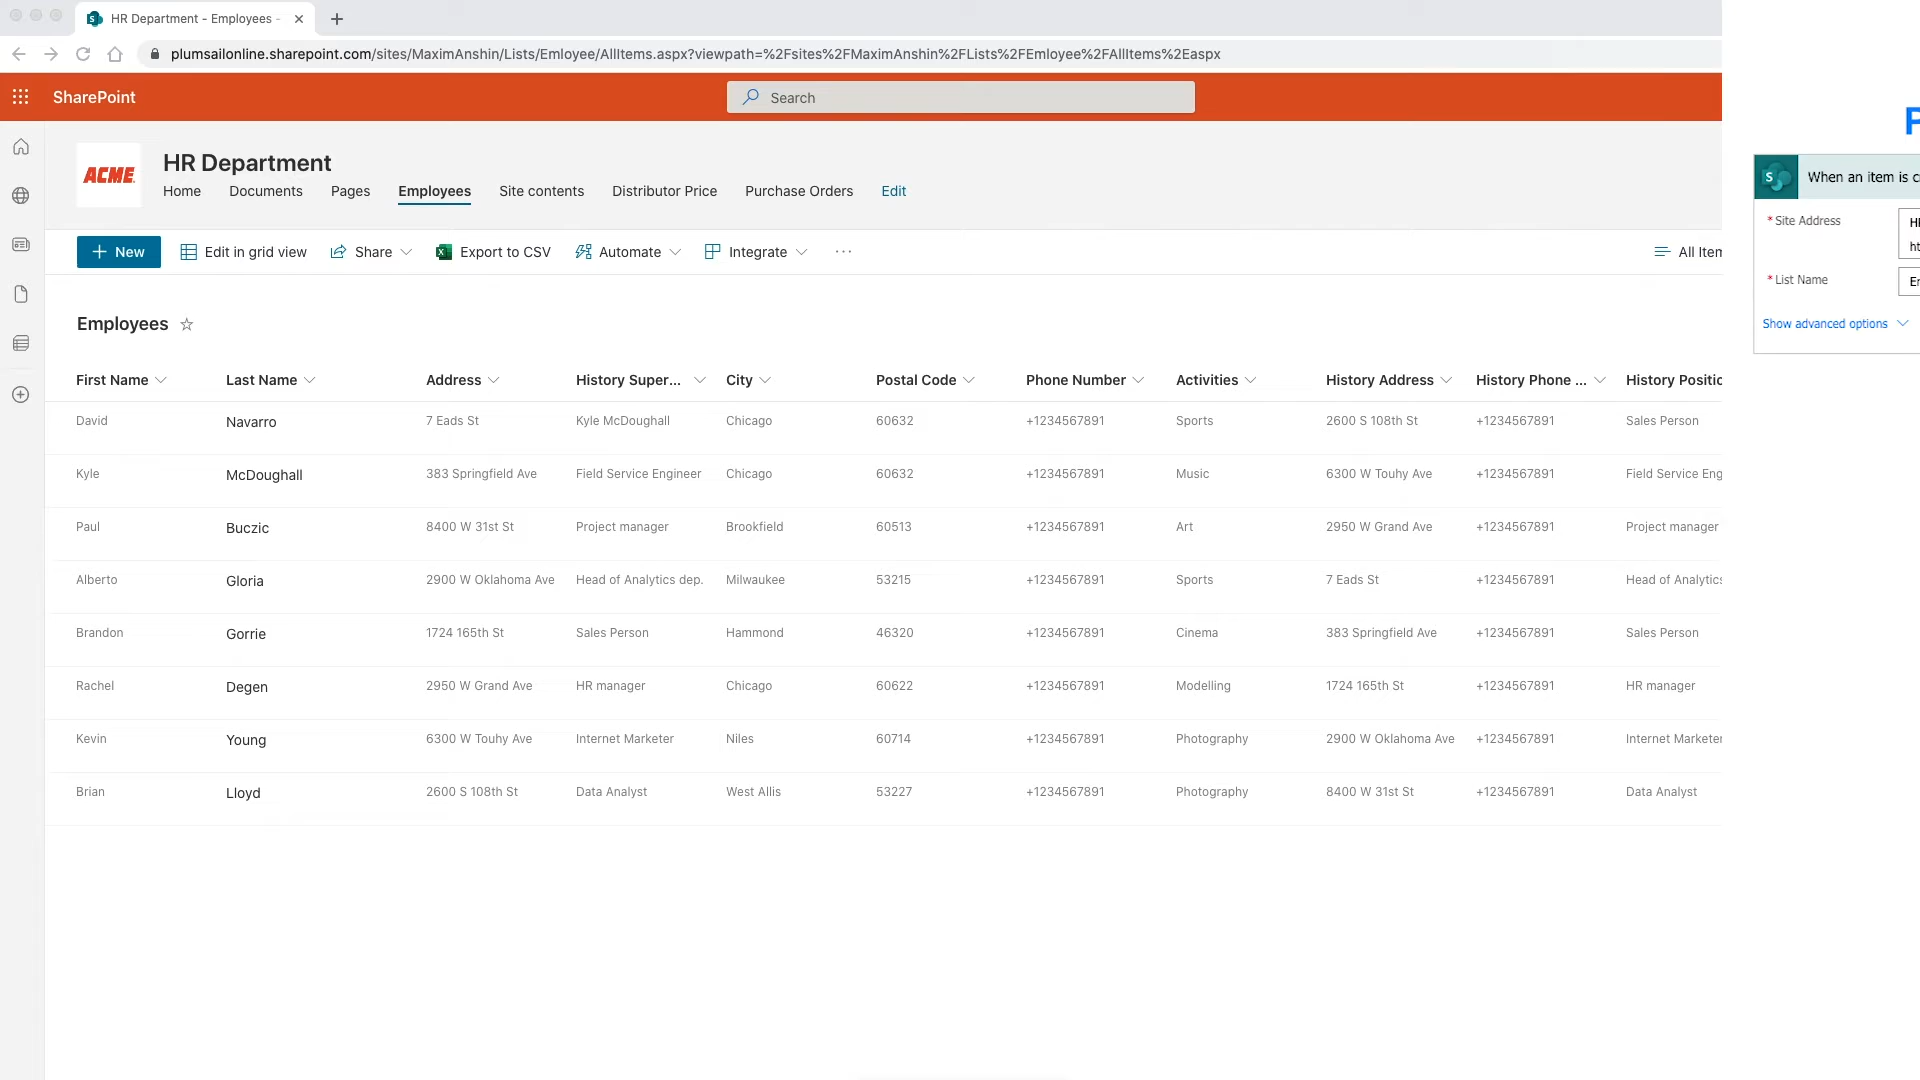 HR Department - Employees -
plumsailonline.sharepoint.com/sites/MaximAnshin/Lists/Emloyee/AllItems.aspx?viewpath=%2Fsites%2FMaximAnshin%2FLists%2FEmloyee%2FAllItems%2Easpx
SharePoint
Search
ACME
HR Department
Home Documents Pages Employees Site contents Distributor Price Purchase Orders Edit
When an item is c
* Site Address
* List Name
Show advanced options
New Edit in grid view Share Export to CSV Automate Integrate ... All Item
Employees
First Name Last Name Address History Super... City Postal Code Phone Number Activities History Address History Phone ... History Positio
David Navarro 7 Eads St Kyle McDoughall Chicago 60632 +1234567891 Sports 2600 S 108th St +1234567891 Sales Person
Kyle McDoughall 383 Springfield Ave Field Service Engineer Chicago 60632 +1234567891 Music 6300 W Touhy Ave +1234567891 Field Service Eng
Paul Buczic 8400 W 31st St Project manager Brookfield 60513 +1234567891 Art 2950 W Grand Ave +1234567891 Project manager
Alberto Gloria 2900 W Oklahoma Ave Head of Analytics dep. Milwaukee 53215 +1234567891 Sports 7 Eads St +1234567891 Head of Analytics
Brandon Gorrie 1724 165th St Sales Person Hammond 46320 +1234567891 Cinema 383 Springfield Ave +1234567891 Sales Person
Rachel Degen 2950 W Grand Ave HR manager Chicago 60622 +1234567891 Modelling 1724 165th St +1234567891 HR manager
Kevin Young 6300 W Touhy Ave Internet Marketer Niles 60714 +1234567891 Photography 2900 W Oklahoma Ave +1234567891 Internet Marketer
Brian Lloyd 2600 S 108th St Data Analyst West Allis 53227 +1234567891 Photography 8400 W 31st St +1234567891 Data Analyst